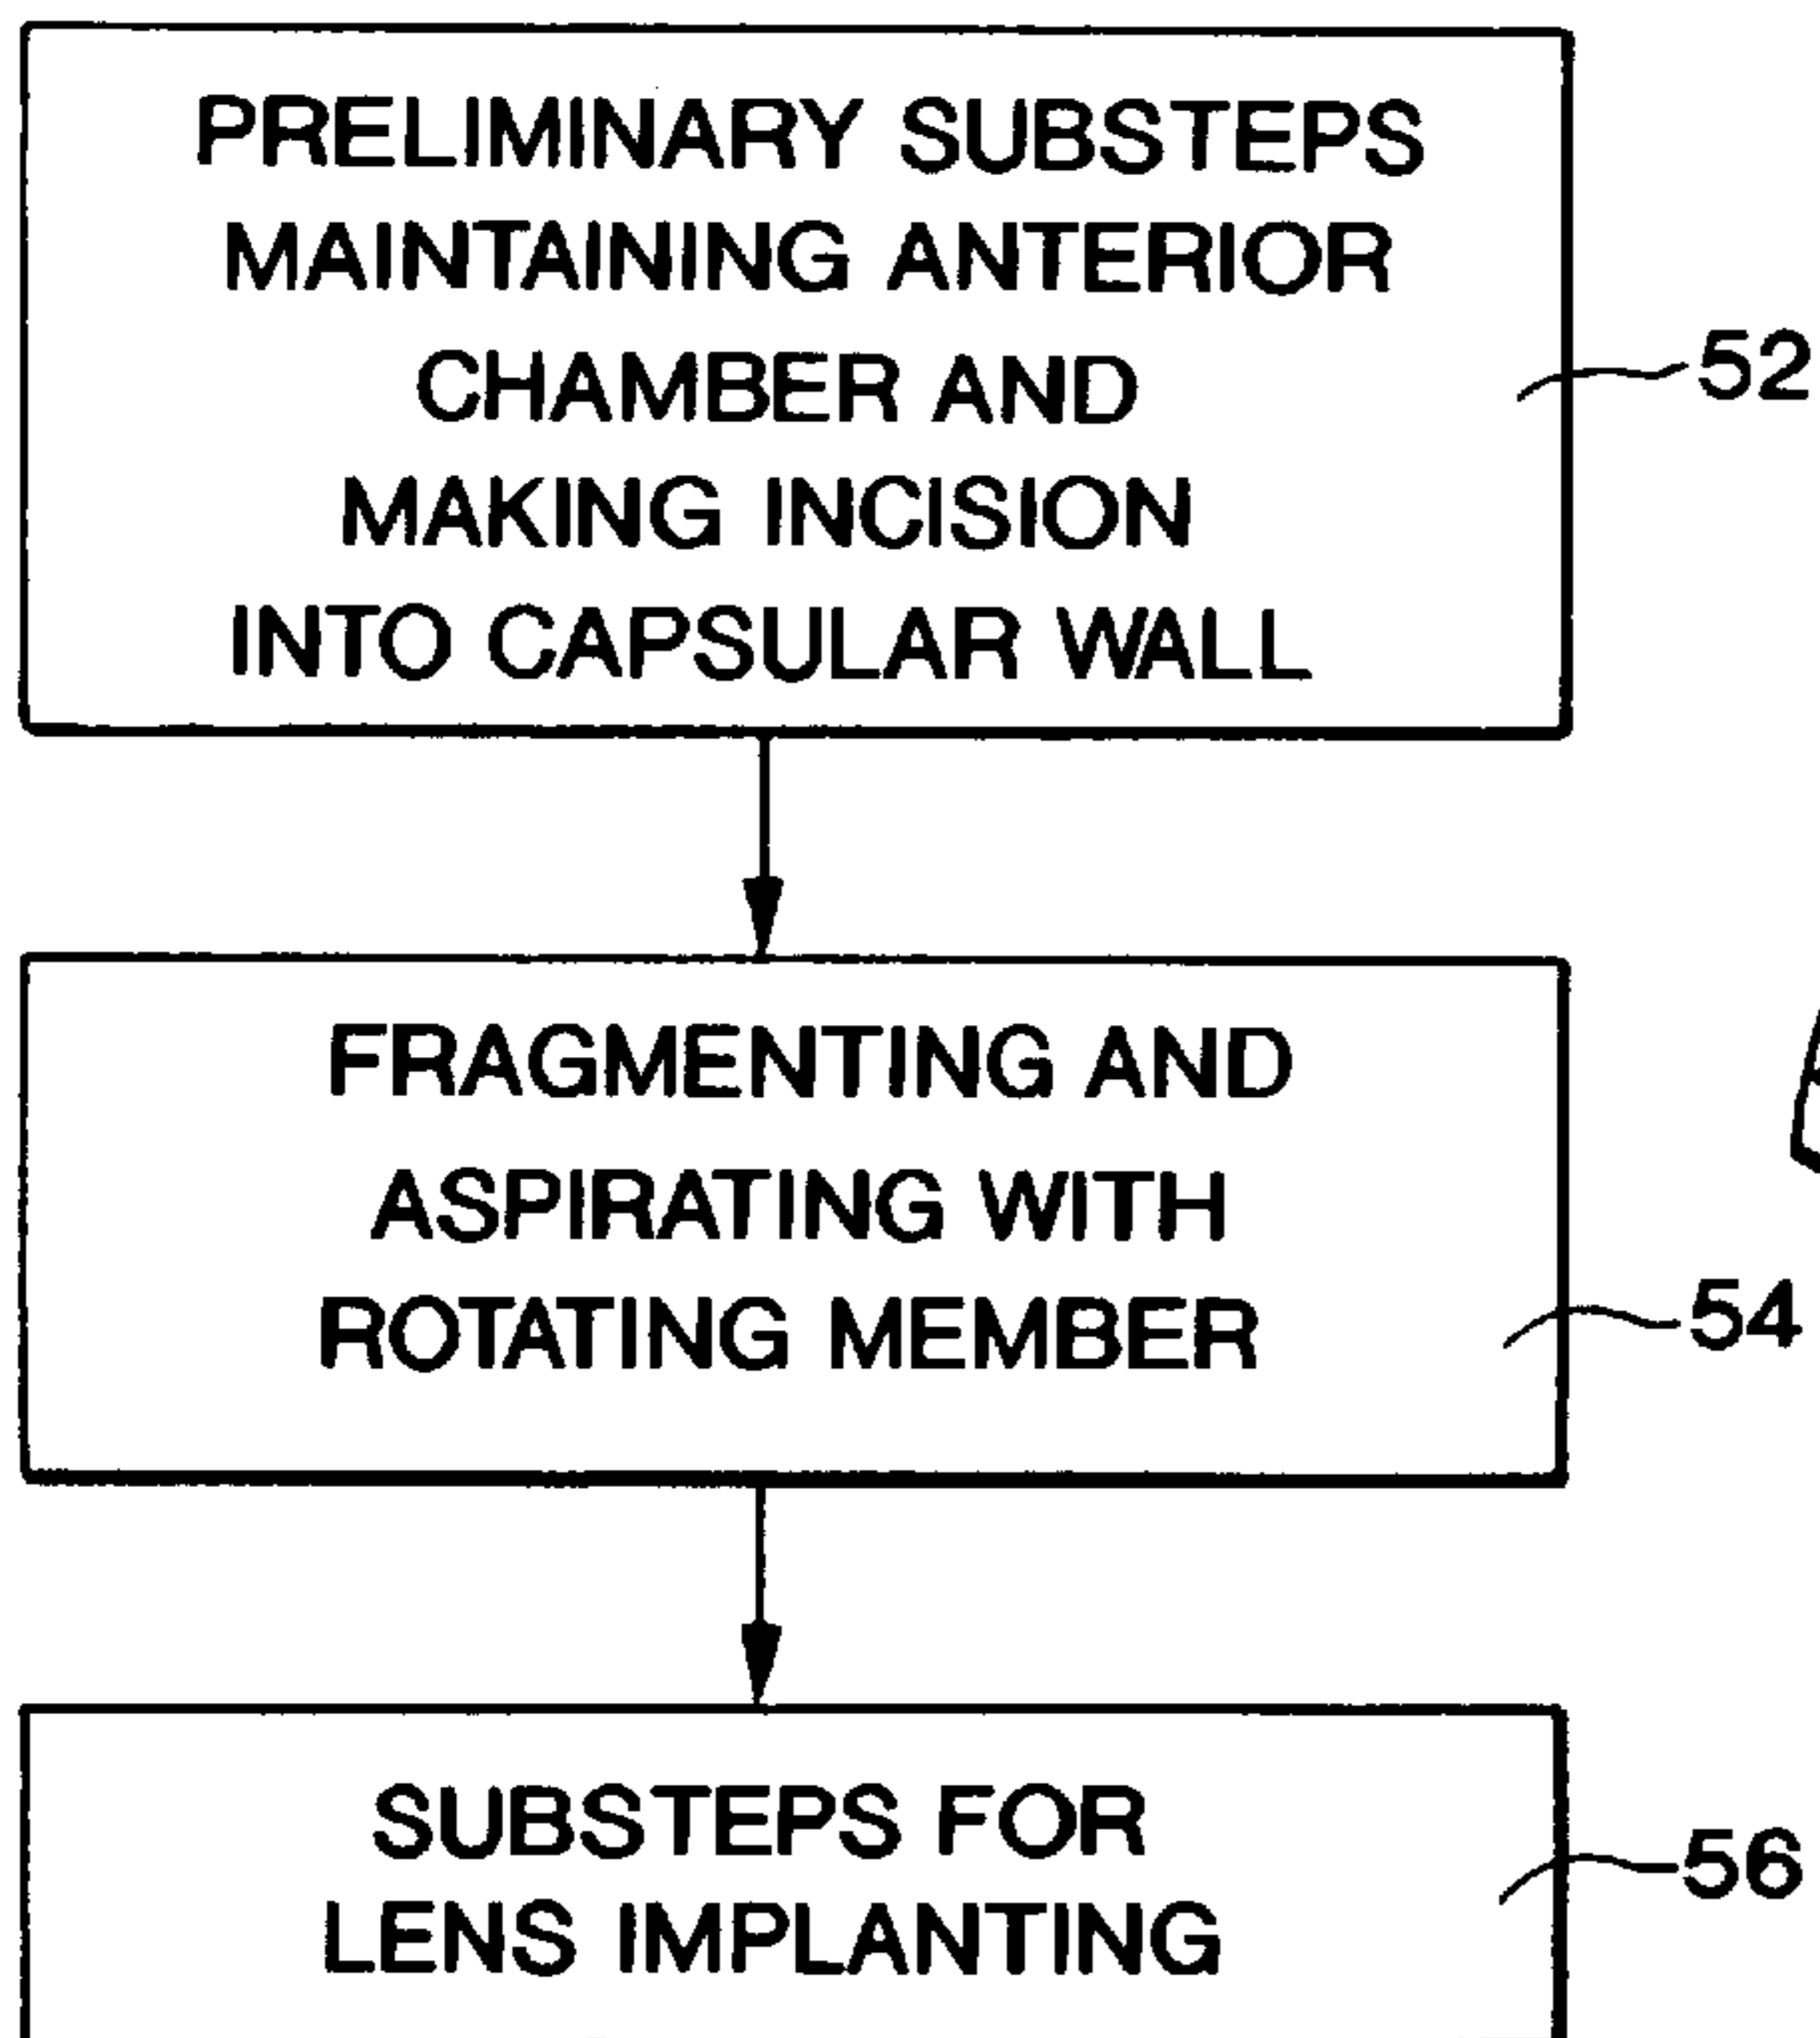 PRELIMINARY SUBSTEPS
MAINTAINING ANTERIOR
CHAMBER AND
MAKING INCISION
INTO CAPSULAR WALL
52
FRAGMENTING AND
ASPIRATING WITH
ROTATING MEMBER
54
SUBSTEPS FOR
LENS IMPLANTING
56